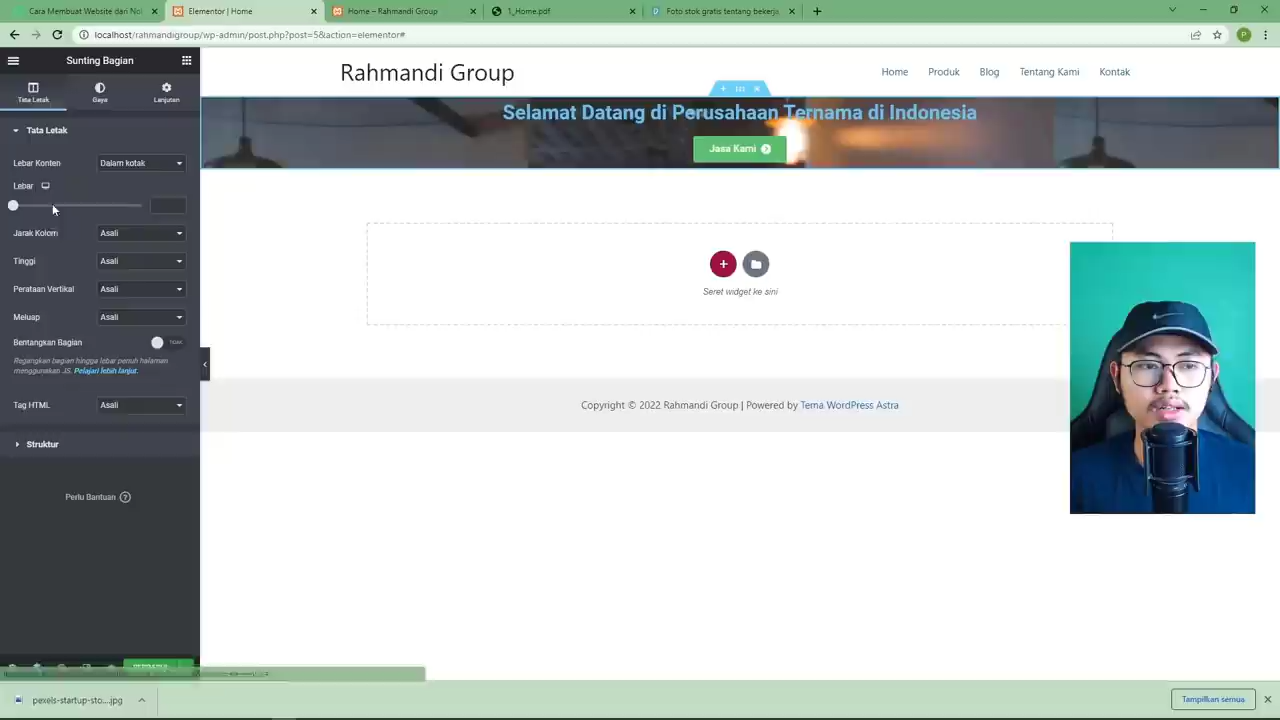 Membuat Website dari Nol
Elementor | Home
Home – Rahmandi Group
1_Home.pdf
Foto stok gratis tentang bekerja,
localhost/rahmandigroup/wp-admin/post.php?post=5&action=elementor#
P
Sunting Bagian
Tata Letak
Gaya
Lanjutan
Tata Letak
Lebar Konten
Dalam kotak
Lebar
Jarak Kolom
Asali
Tinggi
Asali
Perataan Vertikal
Asali
Meluap
Asali
Bentangkan Bagian
TIDAK
Regangkan bagian hingga lebar penuh halaman
menggunakan JS. Pelajari lebih lanjut.
Tag HTML
Asali
Struktur
Perlu Bantuan
Rahmandi Group
Home
Produk
Blog
Tentang Kami
Kontak
Selamat Datang di Perusahaan Ternama di Indonesia
Jasa Kami
Seret widget ke sini
Copyright © 2022 Rahmandi Group | Powered by Tema WordPress Astra
pexels-startup-sto....jpg
Tampilkan semua